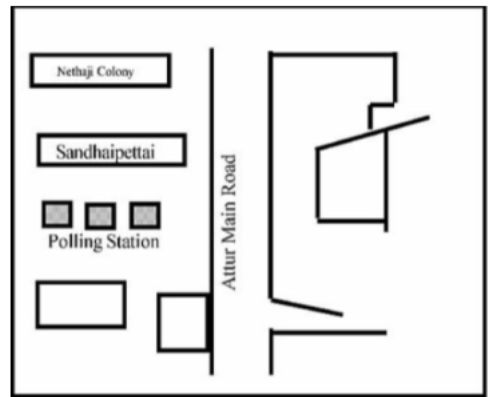 Nethaji Colony
Sandhaipettai
Polling Station
Attur Main Road